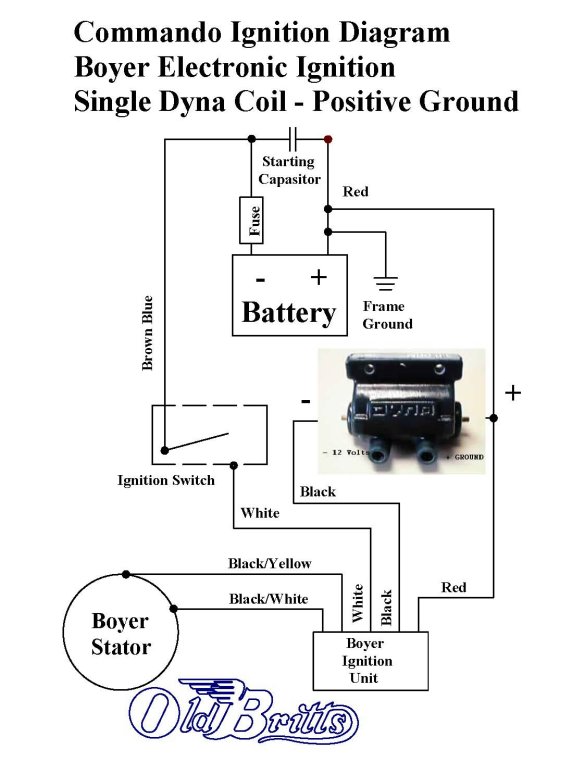 Commando Ignition Diagram
Boyer Electronic Ignition
Single Dyna Coil - Positive Ground
Starting
Capasitor
Red
Fuse
- +
Battery
Frame
Ground
Brown Blue
-
+
DYNA
- 12 Volts
+ GROUND
Ignition Switch
Black
White
Black/Yellow
Black/White
White
Black
Red
Boyer
Stator
Boyer
Ignition
Unit
Old Britts